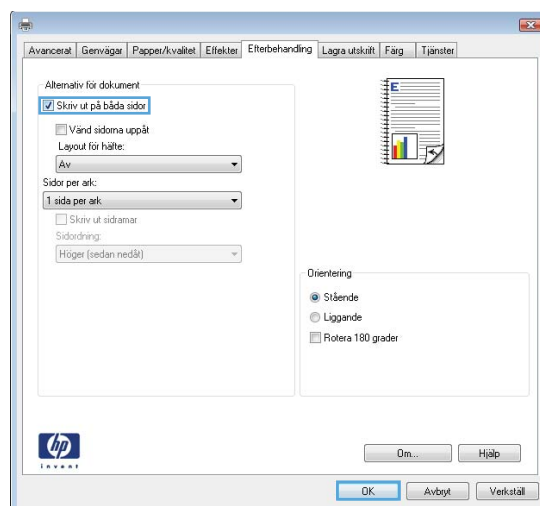 Avancerat Genvägar Papper/kvalitet Effekter Efterbehandling Lagra utskrift Färg Tjänster
Alternativ för dokument
Skriv ut på båda sidor
Vänd sidorna uppåt
Layout för häfte:
Av
Sidor per ark:
1 sida per ark
Skriv ut sidramar
Sidordning:
Höger (sedan nedåt)
E
Orientering
Stående
Liggande
Rotera 180 grader
hp
invent
Om... Hjälp
OK Avbryt Verkställ